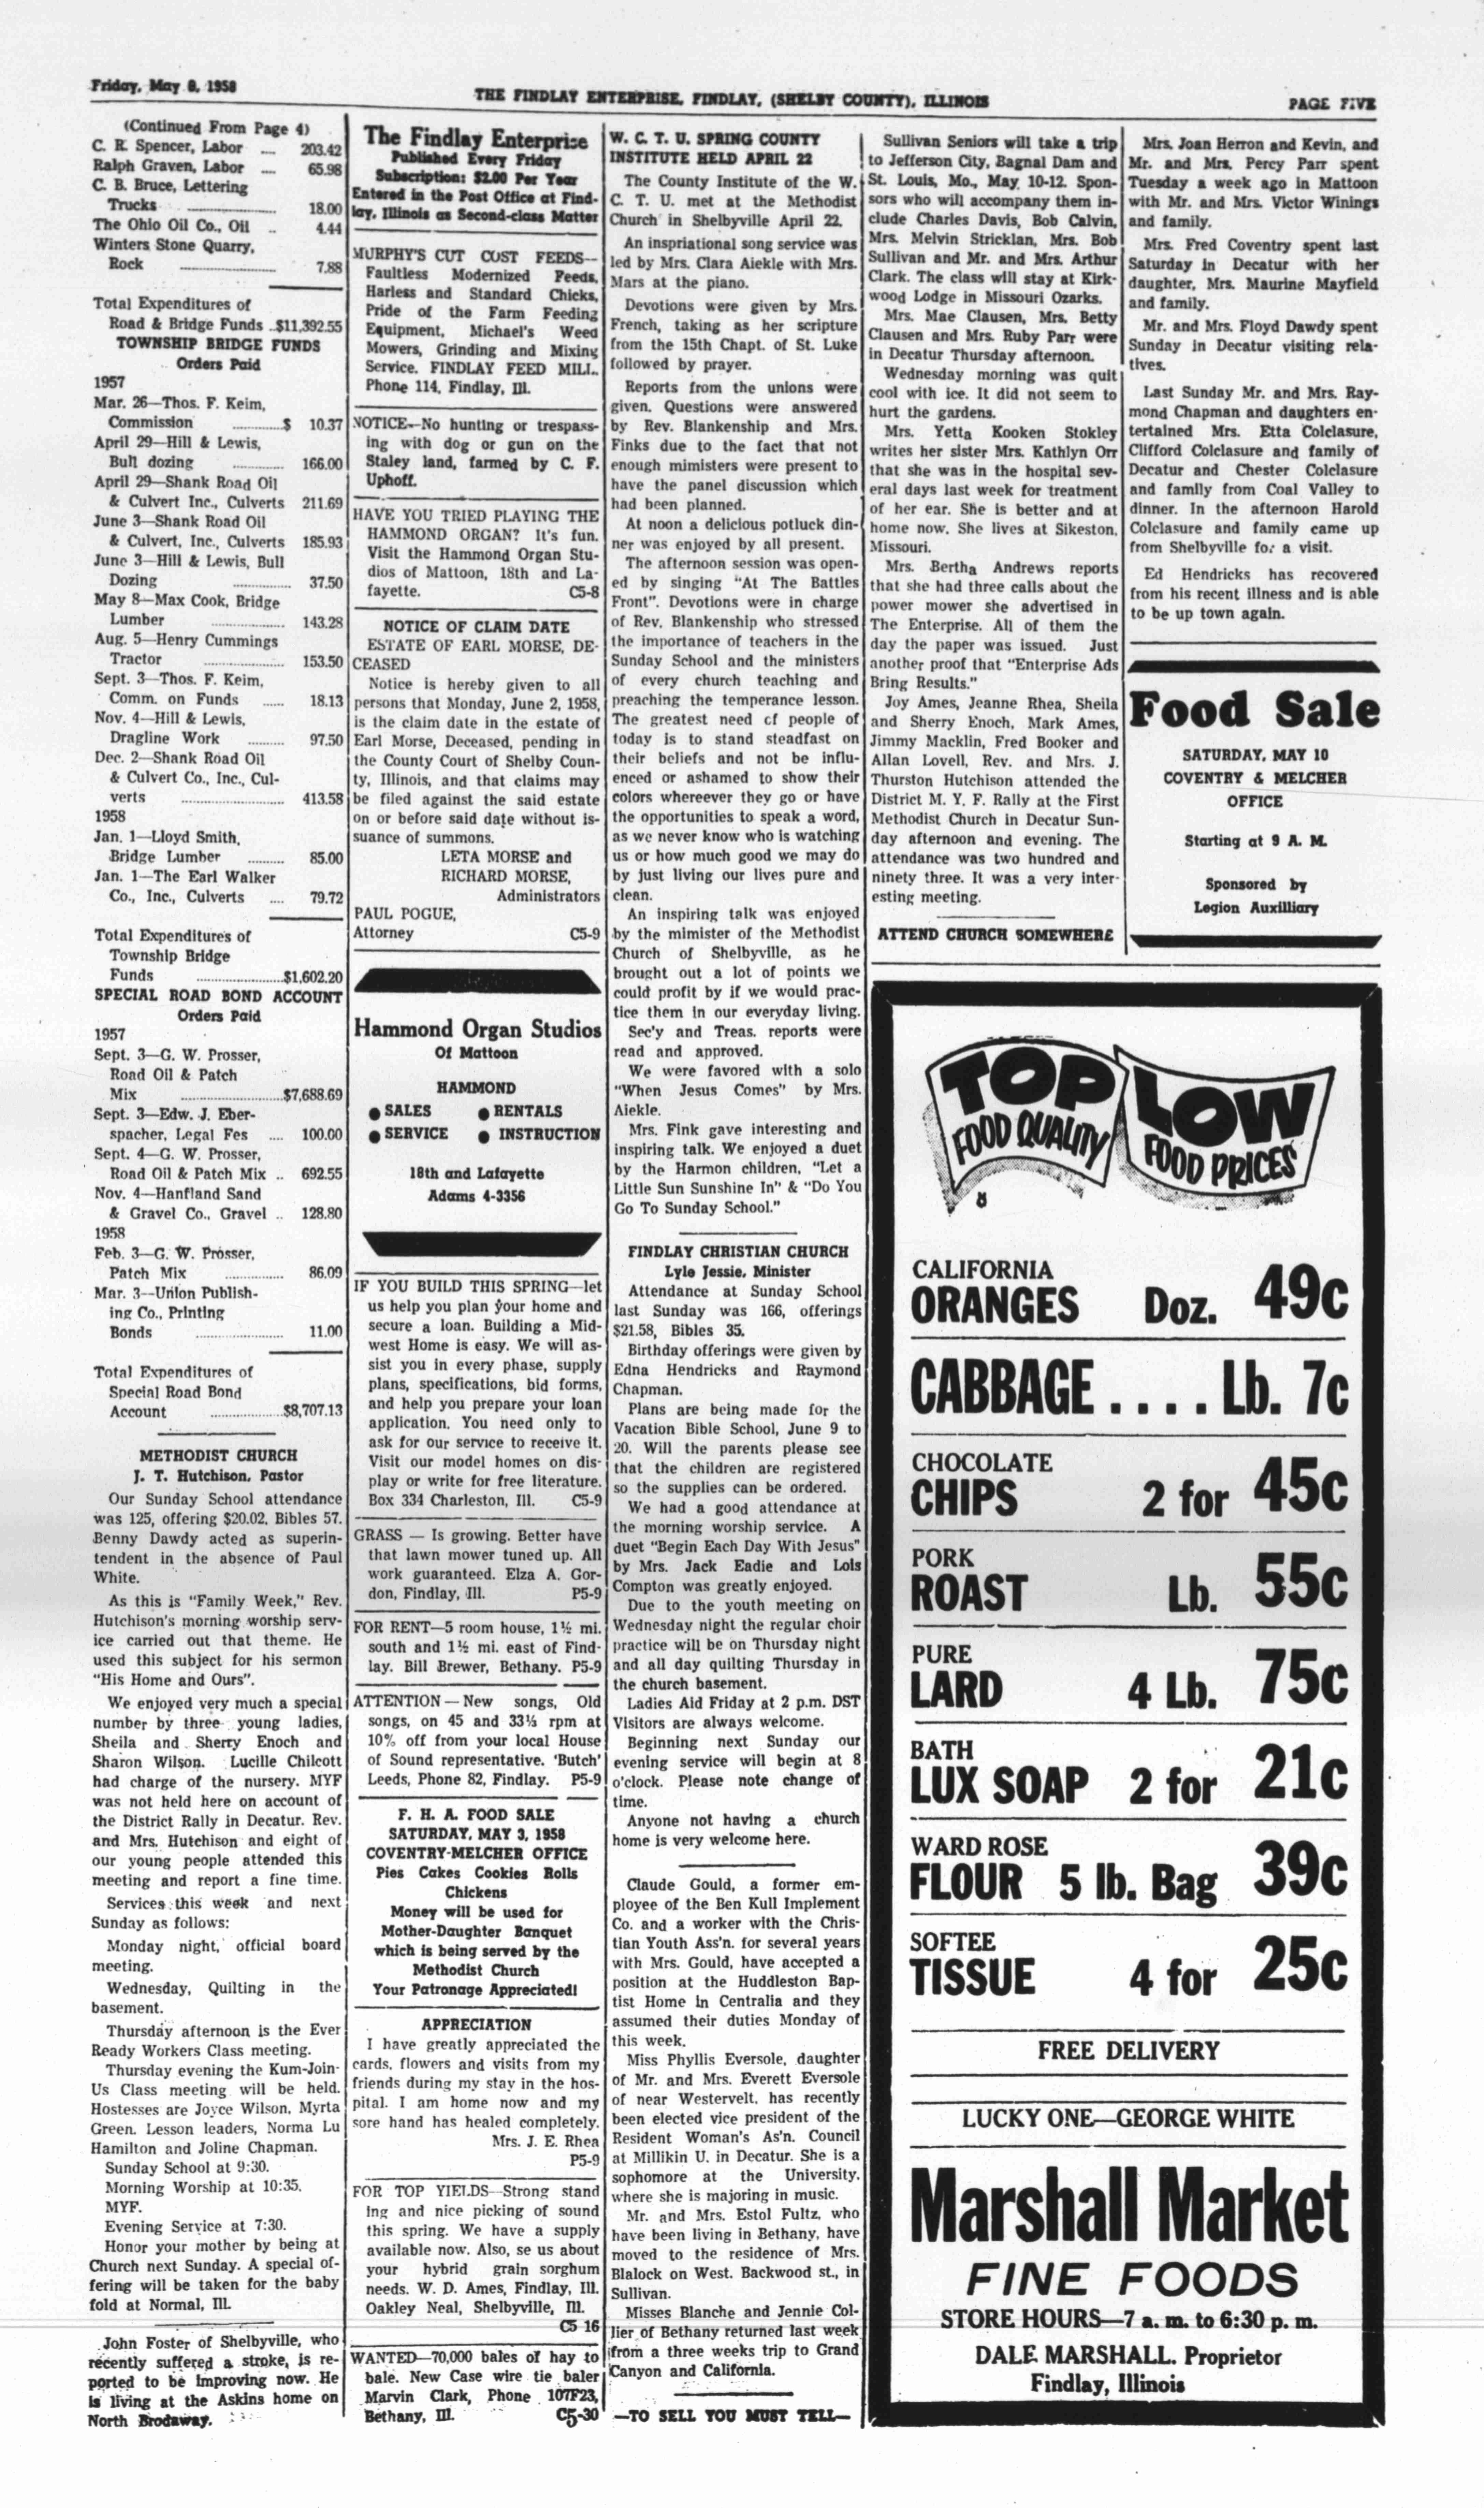 Friday, May 9, 1958
THE FINDLAY ENTERPRISE, FINDLAY, (SHELBY COUNTY), ILLINOIS
PAGE FIVE
(Continued From Page 4)
C. R. Spencer, Labor .... 203.42
Ralph Graven, Labor .... 65.98
C. B. Bruce, Lettering
Trucks ........................ 18.00
The Ohio Oil Co., Oil .. 4.44
Winters Stone Quarry,
Rock .......................... 7.88
Total Expenditures of
Road & Bridge Funds ..$11,392.55
TOWNSHIP BRIDGE FUNDS
Orders Paid
1957
Mar. 26—Thos. F. Keim,
Commission ..............$ 10.37
April 29—Hill & Lewis,
Bull dozing .............. 166.00
April 29—Shank Road Oil
& Culvert Inc., Culverts 211.69
June 3—Shank Road Oil
& Culvert, Inc., Culverts 185.93
June 3—Hill & Lewis, Bull
Dozing ................ 37.50
May 8—Max Cook, Bridge
Lumber .................... 143.28
Aug. 5—Henry Cummings
Tractor ...................... 153.50
Sept. 3—Thos. F. Keim,
Comm. on Funds ...... 18.13
Nov. 4—Hill & Lewis,
Dragline Work .......... 97.50
Dec. 2—Shank Road Oil
& Culvert Co., Inc., Cul-
verts ............................ 413.58
1958
Jan. 1—Lloyd Smith,
Bridge Lumber .......... 85.00
Jan. 1—The Earl Walker
Co., Inc., Culverts .... 79.72
Total Expenditures of
Township Bridge
Funds ........................$1,602.20
SPECIAL ROAD BOND ACCOUNT
Orders Paid
1957
Sept. 3—G. W. Prosser,
Road Oil & Patch
Mix ............................$7,688.69
Sept. 3—Edw. J. Eber-
spacher, Legal Fes .... 100.00
Sept. 4—G. W. Prosser,
Road Oil & Patch Mix .. 692.55
Nov. 4—Hanfland Sand
& Gravel Co., Gravel .. 128.80
1958
Feb. 3—G. W. Prosser,
Patch Mix ................ 86.09
Mar. 3—Union Publish-
ing Co., Printing
Bonds ........................ 11.00
Total Expenditures of
Special Road Bond
Account ....................$8,707.13
METHODIST CHURCH
J. T. Hutchison, Pastor
Our Sunday School attendance
was 125, offering $20.02, Bibles 57.
Benny Dawdy acted as superin-
tendent in the absence of Paul
White.
As this is "Family Week," Rev.
Hutchison's morning worship serv-
ice carried out that theme. He
used this subject for his sermon
"His Home and Ours".
We enjoyed very much a special
number by three young ladies,
Sheila and Sherry Enoch and
Sharon Wilson. Lucille Chilcott
had charge of the nursery. MYF
was not held here on account of
the District Rally in Decatur. Rev.
and Mrs. Hutchison and eight of
our young people attended this
meeting and report a fine time.
Services this week and next
Sunday as follows:
Monday night, official board
meeting.
Wednesday, Quilting in the
basement.
Thursday afternoon is the Ever
Ready Workers Class meeting.
Thursday evening the Kum-Join-
Us Class meeting will be held.
Hostesses are Joyce Wilson, Myrta
Green. Lesson leaders, Norma Lu
Hamilton and Joline Chapman.
Sunday School at 9:30.
Morning Worship at 10:35.
MYF.
Evening Service at 7:30.
Honor your mother by being at
Church next Sunday. A special of-
fering will be taken for the baby
fold at Normal, Ill.
John Foster of Shelbyville, who
recently suffered a stroke, is re-
ported to be improving now. He
is living at the Askins home on
North Brodaway.
The Findlay Enterprise
Published Every Friday
Subscription: $2.00 Per Year
Entered in the Post Office at Find-
lay, Illinois as Second-class Matter
MURPHY'S CUT COST FEEDS—
Faultless Modernized Feeds,
Harless and Standard Chicks,
Pride of the Farm Feeding
Equipment, Michael's Weed
Mowers, Grinding and Mixing
Service. FINDLAY FEED MILL.
Phone 114, Findlay, Ill.
NOTICE—No hunting or trespass-
ing with dog or gun on the
Staley land, farmed by C. F.
Uphoff.
HAVE YOU TRIED PLAYING THE
HAMMOND ORGAN? It's fun.
Visit the Hammond Organ Stu-
dios of Mattoon, 18th and La-
fayette. C5-8
NOTICE OF CLAIM DATE
ESTATE OF EARL MORSE, DE-
CEASED
Notice is hereby given to all
persons that Monday, June 2, 1958,
is the claim date in the estate of
Earl Morse, Deceased, pending in
the County Court of Shelby Coun-
ty, Illinois, and that claims may
be filed against the said estate
on or before said date without is-
suance of summons.
LETA MORSE and
RICHARD MORSE,
Administrators
PAUL POGUE,
Attorney C5-9
Hammond Organ Studios
Of Mattoon
HAMMOND
● SALES ● RENTALS
● SERVICE ● INSTRUCTION
18th and Lafayette
Adams 4-3356
IF YOU BUILD THIS SPRING—let
us help you plan your home and
secure a loan. Building a Mid-
west Home is easy. We will as-
sist you in every phase, supply
plans, specifications, bid forms,
and help you prepare your loan
application. You need only to
ask for our service to receive it.
Visit our model homes on dis-
play or write for free literature.
Box 334 Charleston, Ill. C5-9
GRASS — Is growing. Better have
that lawn mower tuned up. All
work guaranteed. Elza A. Gor-
don, Findlay, Ill. P5-9
FOR RENT—5 room house, 1½ mi.
south and 1½ mi. east of Find-
lay. Bill Brewer, Bethany. P5-9
ATTENTION — New songs, Old
songs, on 45 and 33⅓ rpm at
10% off from your local House
of Sound representative. 'Butch'
Leeds, Phone 82, Findlay. P5-9
F. H. A. FOOD SALE
SATURDAY, MAY 3, 1958
COVENTRY-MELCHER OFFICE
Pies Cakes Cookies Rolls
Chickens
Money will be used for
Mother-Daughter Banquet
which is being served by the
Methodist Church
Your Patronage Appreciated!
APPRECIATION
I have greatly appreciated the
cards, flowers and visits from my
friends during my stay in the hos-
pital. I am home now and my
sore hand has healed completely.
Mrs. J. E. Rhea
P5-9
FOR TOP YIELDS—Strong stand
ing and nice picking of sound
this spring. We have a supply
available now. Also, se us about
your hybrid grain sorghum
needs. W. D. Ames, Findlay, Ill.
Oakley Neal, Shelbyville, Ill.
C5 16
WANTED—70,000 bales of hay to
bale. New Case wire tie baler
Marvin Clark, Phone 107F23,
Bethany, Ill. C5-30
W. C. T. U. SPRING COUNTY
INSTITUTE HELD APRIL 22
The County Institute of the W.
C. T. U. met at the Methodist
Church in Shelbyville April 22.
An inspriational song service was
led by Mrs. Clara Aiekle with Mrs.
Mars at the piano.
Devotions were given by Mrs.
French, taking as her scripture
from the 15th Chapt. of St. Luke
followed by prayer.
Reports from the unions were
given. Questions were answered
by Rev. Blankenship and Mrs.
Finks due to the fact that not
enough mimisters were present to
have the panel discussion which
had been planned.
At noon a delicious potluck din-
ner was enjoyed by all present.
The afternoon session was open-
ed by singing "At The Battles
Front". Devotions were in charge
of Rev. Blankenship who stressed
the importance of teachers in the
Sunday School and the ministers
of every church teaching and
preaching the temperance lesson.
The greatest need of people of
today is to stand steadfast on
their beliefs and not be influ-
enced or ashamed to show their
colors whereever they go or have
the opportunities to speak a word,
as we never know who is watching
us or how much good we may do
by just living our lives pure and
clean.
An inspiring talk was enjoyed
by the mimister of the Methodist
Church of Shelbyville, as he
brought out a lot of points we
could profit by if we would prac-
tice them in our everyday living.
Sec'y and Treas. reports were
read and approved.
We were favored with a solo
"When Jesus Comes" by Mrs.
Aiekle.
Mrs. Fink gave interesting and
inspiring talk. We enjoyed a duet
by the Harmon children, "Let a
Little Sun Sunshine In" & "Do You
Go To Sunday School."
FINDLAY CHRISTIAN CHURCH
Lyle Jessie, Minister
Attendance at Sunday School
last Sunday was 166, offerings
$21.58, Bibles 35.
Birthday offerings were given by
Edna Hendricks and Raymond
Chapman.
Plans are being made for the
Vacation Bible School, June 9 to
20. Will the parents please see
that the children are registered
so the supplies can be ordered.
We had a good attendance at
the morning worship service. A
duet "Begin Each Day With Jesus"
by Mrs. Jack Eadie and Lois
Compton was greatly enjoyed.
Due to the youth meeting on
Wednesday night the regular choir
practice will be on Thursday night
and all day quilting Thursday in
the church basement.
Ladies Aid Friday at 2 p.m. DST
Visitors are always welcome.
Beginning next Sunday our
evening service will begin at 8
o'clock. Please note change of
time.
Anyone not having a church
home is very welcome here.
Claude Gould, a former em-
ployee of the Ben Kull Implement
Co. and a worker with the Chris-
tian Youth Ass'n. for several years
with Mrs. Gould, have accepted a
position at the Huddleston Bap-
tist Home in Centralia and they
assumed their duties Monday of
this week.
Miss Phyllis Eversole, daughter
of Mr. and Mrs. Everett Eversole
of near Westervelt, has recently
been elected vice president of the
Resident Woman's As'n. Council
at Millikin U. in Decatur. She is a
sophomore at the University,
where she is majoring in music.
Mr. and Mrs. Estol Fultz, who
have been living in Bethany, have
moved to the residence of Mrs.
Blalock on West. Backwood st., in
Sullivan.
Misses Blanche and Jennie Col-
lier of Bethany returned last week
from a three weeks trip to Grand
Canyon and California.
—TO SELL YOU MUST TELL—
Sullivan Seniors will take a trip
to Jefferson City, Bagnal Dam and
St. Louis, Mo., May 10-12. Spon-
sors who will accompany them in-
clude Charles Davis, Bob Calvin,
Mrs. Melvin Stricklan, Mrs. Bob
Sullivan and Mr. and Mrs. Arthur
Clark. The class will stay at Kirk-
wood Lodge in Missouri Ozarks.
Mrs. Mae Clausen, Mrs. Betty
Clausen and Mrs. Ruby Parr were
in Decatur Thursday afternoon.
Wednesday morning was quit
cool with ice. It did not seem to
hurt the gardens.
Mrs. Yetta Kooken Stokley
writes her sister Mrs. Kathlyn Orr
that she was in the hospital sev-
eral days last week for treatment
of her ear. She is better and at
home now. She lives at Sikeston,
Missouri.
Mrs. Bertha Andrews reports
that she had three calls about the
power mower she advertised in
The Enterprise. All of them the
day the paper was issued. Just
another proof that "Enterprise Ads
Bring Results."
Joy Ames, Jeanne Rhea, Sheila
and Sherry Enoch, Mark Ames,
Jimmy Macklin, Fred Booker and
Allan Lovell, Rev. and Mrs. J.
Thurston Hutchison attended the
District M. Y. F. Rally at the First
Methodist Church in Decatur Sun-
day afternoon and evening. The
attendance was two hundred and
ninety three. It was a very inter-
esting meeting.
ATTEND CHURCH SOMEWHERE
Mrs. Joan Herron and Kevin, and
Mr. and Mrs. Percy Parr spent
Tuesday a week ago in Mattoon
with Mr. and Mrs. Victor Winings
and family.
Mrs. Fred Coventry spent last
Saturday in Decatur with her
daughter, Mrs. Maurine Mayfield
and family.
Mr. and Mrs. Floyd Dawdy spent
Sunday in Decatur visiting rela-
tives.
Last Sunday Mr. and Mrs. Ray-
mond Chapman and daughters en-
tertained Mrs. Etta Colclasure,
Clifford Colclasure and family of
Decatur and Chester Colclasure
and family from Coal Valley to
dinner. In the afternoon Harold
Colclasure and family came up
from Shelbyville for a visit.
Ed Hendricks has recovered
from his recent illness and is able
to be up town again.
Food Sale
SATURDAY, MAY 10
COVENTRY & MELCHER
OFFICE
Starting at 9 A. M.
Sponsored by
Legion Auxilliary
TOP FOOD QUALITY
LOW FOOD PRICES
CALIFORNIA
ORANGES Doz. 49c
CABBAGE .... Lb. 7c
CHOCOLATE
CHIPS 2 for 45c
PORK
ROAST Lb. 55c
PURE
LARD 4 Lb. 75c
BATH
LUX SOAP 2 for 21c
WARD ROSE
FLOUR 5 lb. Bag 39c
SOFTEE
TISSUE 4 for 25c
FREE DELIVERY
LUCKY ONE—GEORGE WHITE
Marshall Market
FINE FOODS
STORE HOURS—7 a. m. to 6:30 p. m.
DALE MARSHALL. Proprietor
Findlay, Illinois